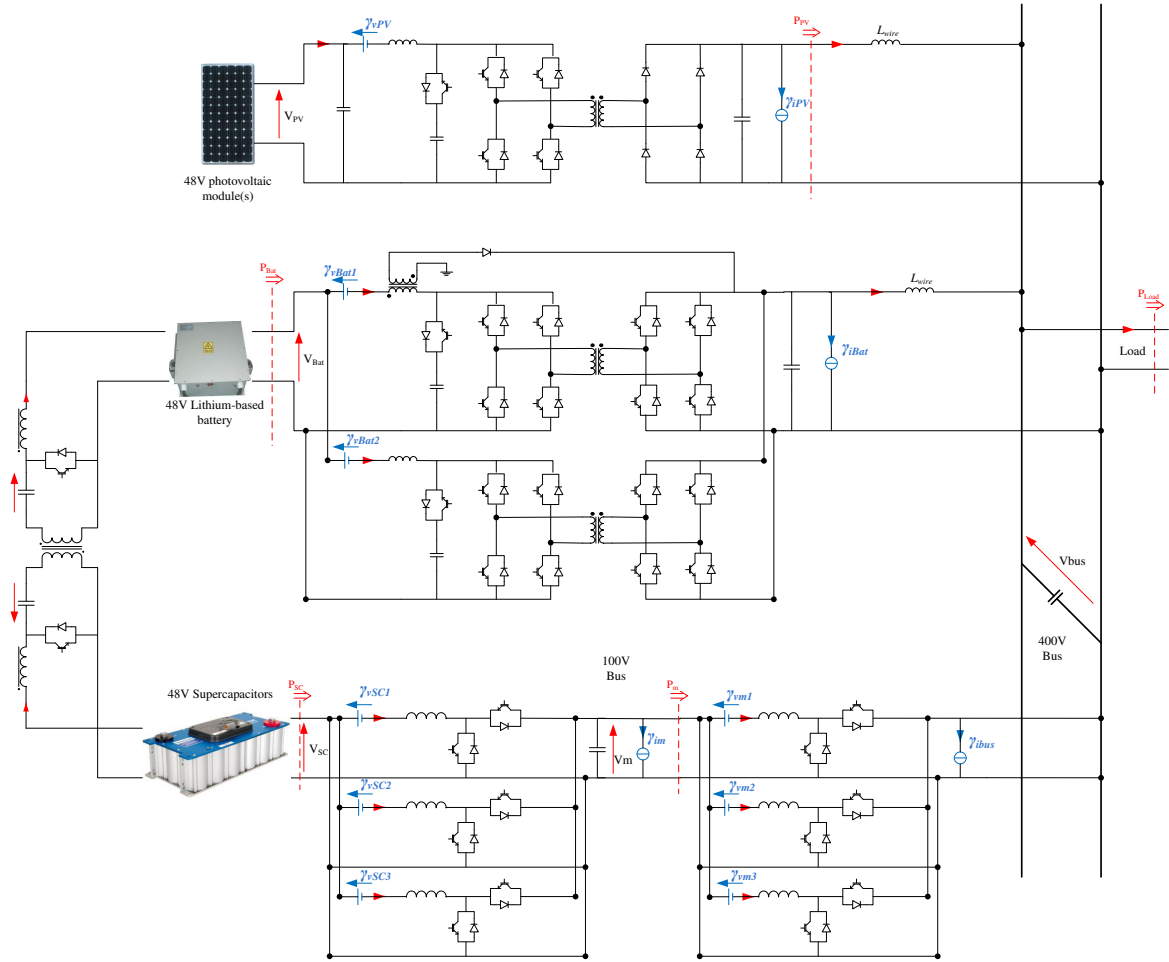 γvPV
PPV
Lwire
VPV
γiPV
48V photovoltaic
module(s)
PBat
γvBat1
Lwire
PLoad
VBat
γiBat
Load
48V Lithium-based
battery
γvBat2
Vbus
400V
Bus
100V
Bus
48V Supercapacitors
PSC
γvSC1
Pm
γvm1
VSC
Vm
γim
γibus
γvSC2
γvm2
γvSC3
γvm3